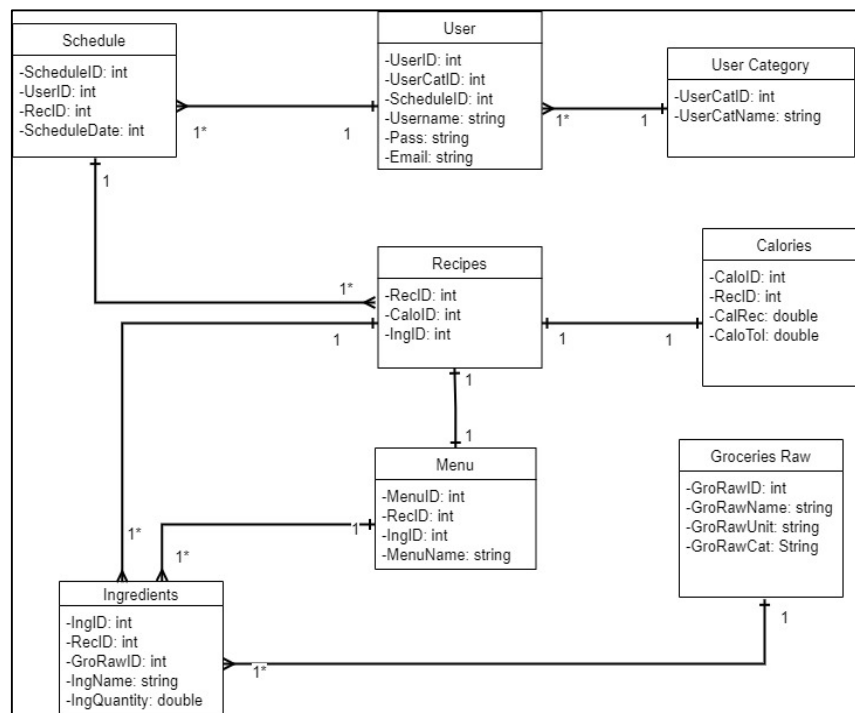 Schedule
-ScheduleID: int
-UserID: int
-RecID: int
-ScheduleDate: int
User
-UserID: int
-UserCatID: int
-ScheduleID: int
-Username: string
-Pass: string
-Email: string
User Category
-UserCatID: int
-UserCatName: string
1*
1
1*
1
1
1*
Recipes
-RecID: int
-CaloID: int
-IngID: int
Calories
-CaloID: int
-RecID: int
-CalRec: double
-CaloTol: double
1
1
1
1
1
Menu
-MenuID: int
-RecID: int
-IngID: int
-MenuName: string
Groceries Raw
-GroRawID: int
-GroRawName: string
-GroRawUnit: string
-GroRawCat: String
1*
1*
1
Ingredients
-IngID: int
-RecID: int
-GroRawID: int
-IngName: string
-IngQuantity: double
1*
1